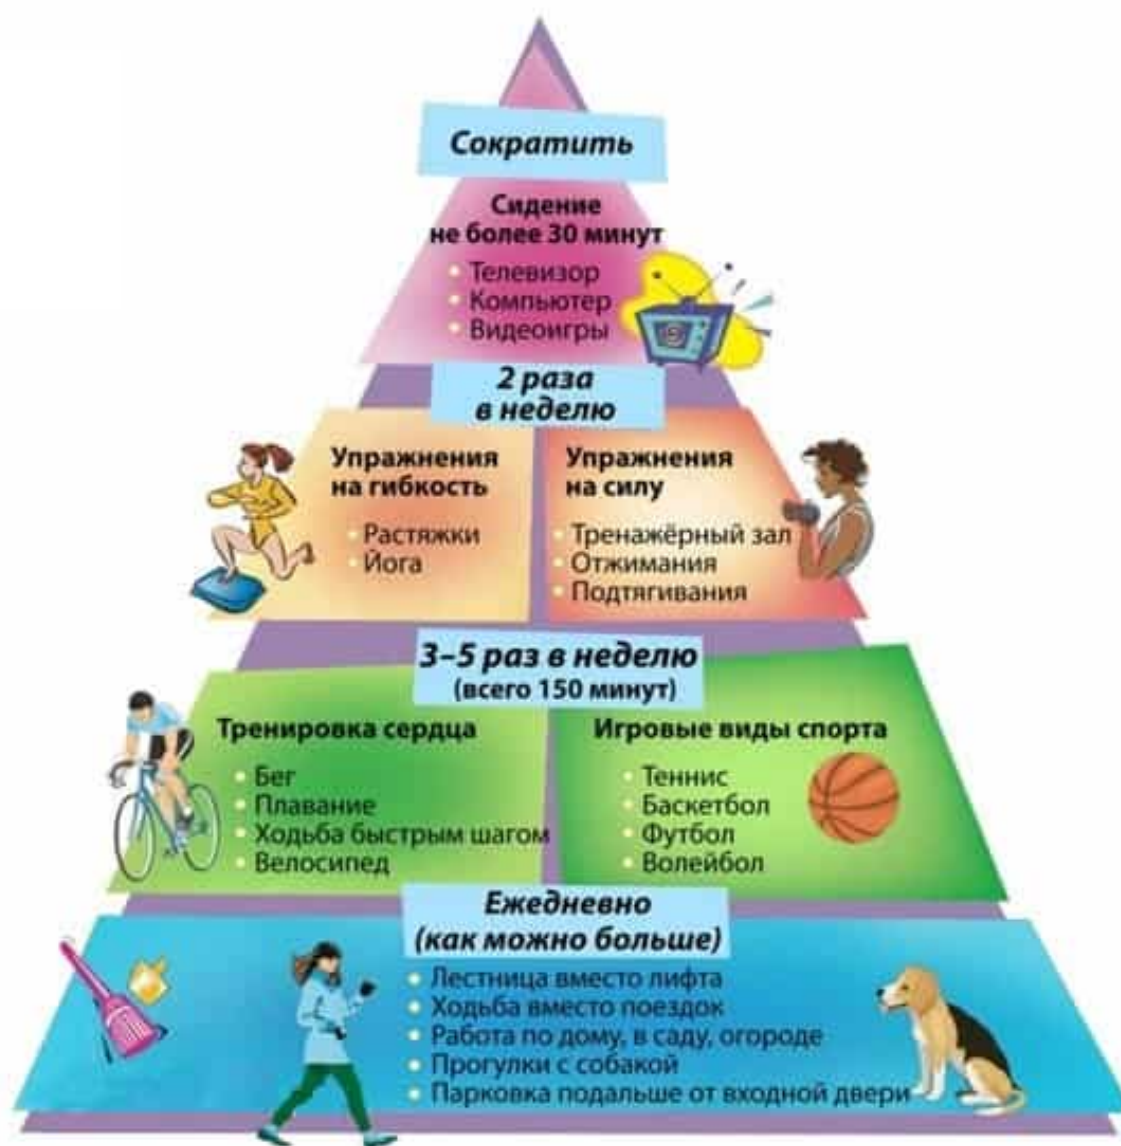 Сократить
Сидение
не более 30 минут
• Телевизор
• Компьютер
• Видеоигры
2 раза
в неделю
Упражнения
на гибкость
• Растяжки
• Йога
Упражнения
на силу
• Тренажёрный зал
• Отжимания
• Подтягивания
3–5 раз в неделю
(всего 150 минут)
Тренировка сердца
• Бег
• Плавание
• Ходьба быстрым шагом
• Велосипед
Игровые виды спорта
• Теннис
• Баскетбол
• Футбол
• Волейбол
Ежедневно
(как можно больше)
• Лестница вместо лифта
• Ходьба вместо поездок
• Работа по дому, в саду, огороде
• Прогулки с собакой
• Парковка подальше от входной двери